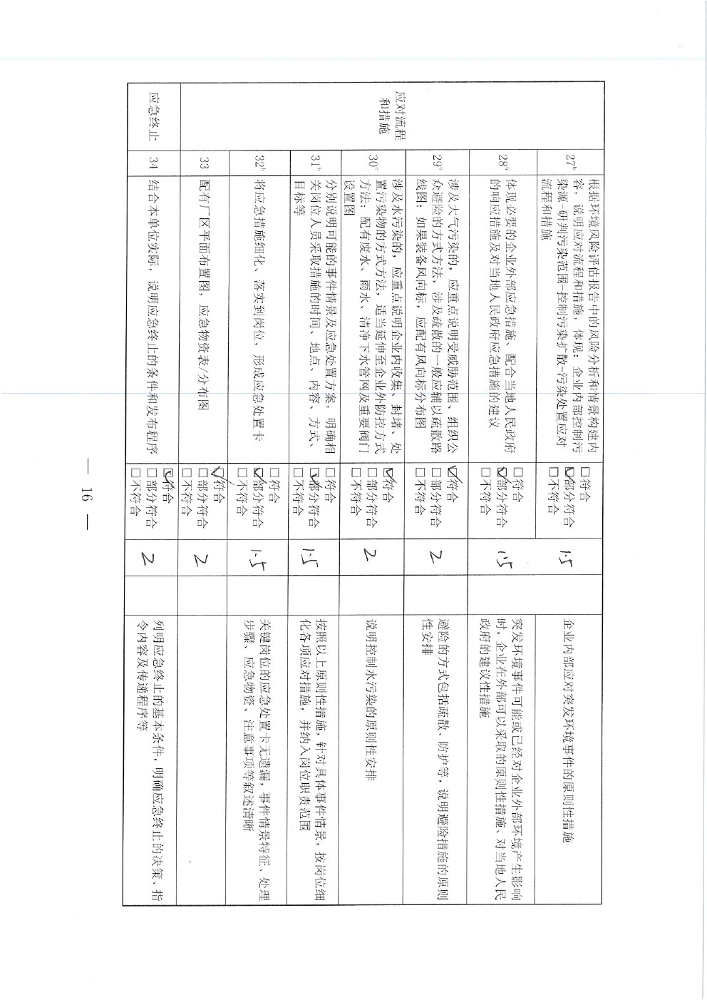 应对流程
和措施
27ᵇ
根据环境风险评估报告中的风险分析和情景构建内
容，说明应对流程和措施，体现：企业内部控制污
染源-研判污染范围-控制污染扩散-污染处置应对
流程和措施
□符合
☑部分符合
□不符合
1.5
企业内部应对突发环境事件的原则性措施
28ᵇ
体现必要的企业外部应急措施、配合当地人民政府
的响应措施及对当地人民政府应急措施的建议
□符合
☑部分符合
□不符合
1.5
突发环境事件可能或已经对企业外部环境产生影响
时，企业在外部可以采取的原则性措施、对当地人民
政府的建议性措施
29ᶜ
涉及大气污染的，应重点说明受威胁范围、组织公
众避险的方式方法，涉及疏散的一般应辅以疏散路
线图；如果装备风向标，应配有风向标分布图
☑符合
□部分符合
□不符合
2
避险的方式包括疏散、防护等，说明避险措施的原则
性安排
30ᶜ
涉及水污染的，应重点说明企业内收集、封堵、处
置污染物的方式方法，适当延伸至企业外防控方式
方法；配有废水、雨水、清净下水管网及重要阀门
设置图
☑符合
□部分符合
□不符合
2
说明控制水污染的原则性安排
31ᵇ
分别说明可能的事件情景及应急处置方案，明确相
关岗位人员采取措施的时间、地点、内容、方式、
目标等
□符合
☑部分符合
□不符合
1.5
按照以上原则性措施，针对具体事件情景，按岗位细
化各项应对措施，并纳入岗位职责范围
32ᵇ
将应急措施细化、落实到岗位，形成应急处置卡
□符合
☑部分符合
□不符合
1.5
关键岗位的应急处置卡无遗漏，事件情景特征、处理
步骤、应急物资、注意事项等叙述清晰
33
配有厂区平面布置图，应急物资表/分布图
☑符合
□部分符合
□不符合
2
应急终止
34
结合本单位实际，说明应急终止的条件和发布程序
☑符合
□部分符合
□不符合
2
列明应急终止的基本条件，明确应急终止的决策、指
令内容及传递程序等
— 16 —